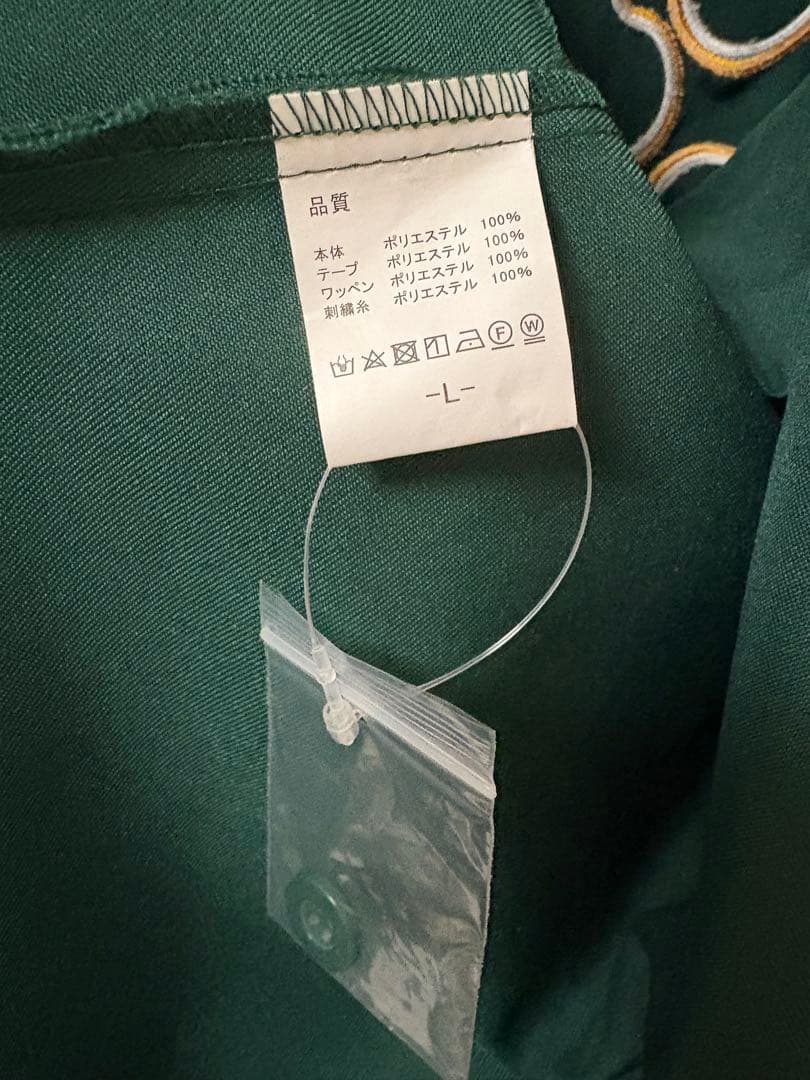 品質
本体 ポリエステル 100%
テープ ポリエステル 100%
ワッペン ポリエステル 100%
刺繍糸 ポリエステル 100%
F W
-L-